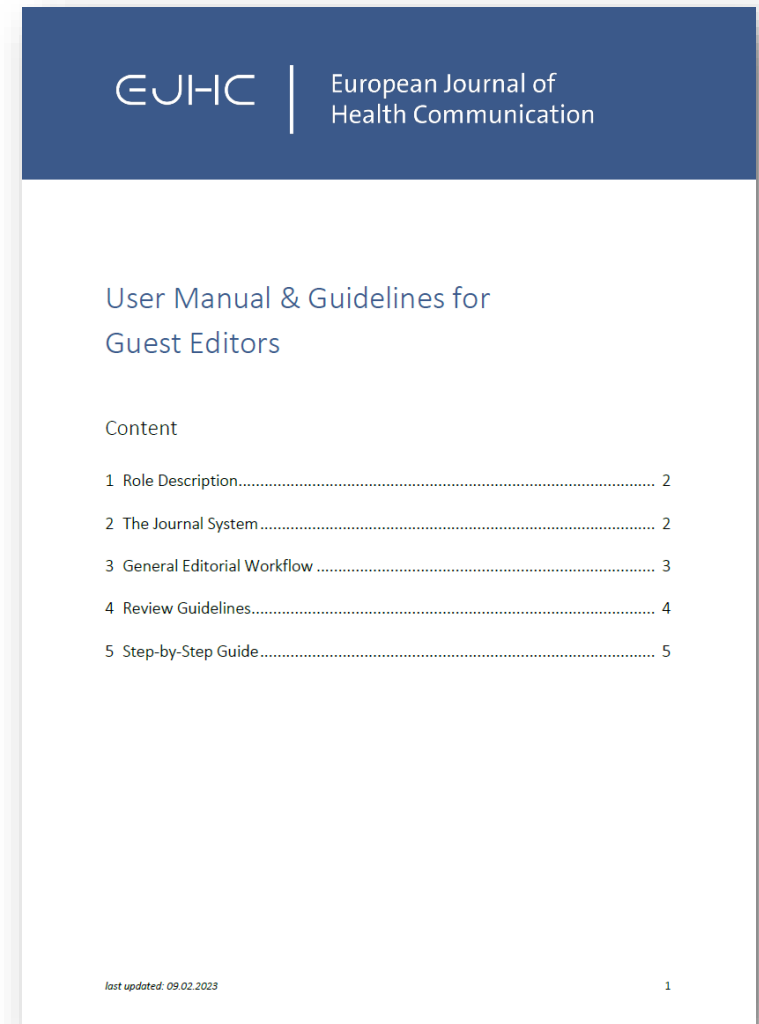 EJHC
European Journal of
Health Communication
User Manual & Guidelines for
Guest Editors
Content
1 Role Description................................................................................................ 2
2 The Journal System........................................................................................... 2
3 General Editorial Workflow .............................................................................. 3
4 Review Guidelines............................................................................................. 4
5 Step-by-Step Guide........................................................................................... 5
last updated: 09.02.2023
1